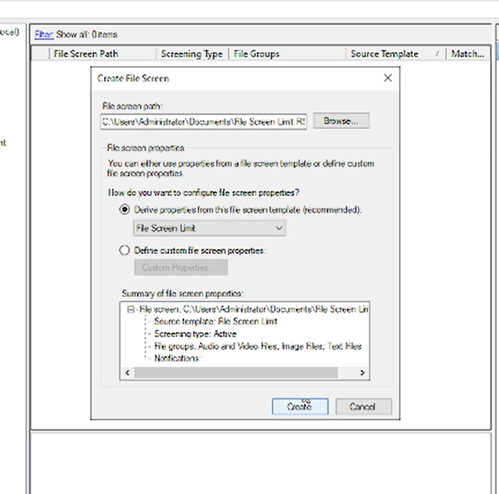 ocal)
Filter: Show all: 0 items
File Screen Path Screening Type File Groups Source Template Match...
nt
Create File Screen
File screen path:
C:\Users\Administrator\Documents\File Screen Limit RS
Browse...
File screen properties
You can either use properties from a file screen template or define custom
file screen properties.
How do you want to configure file screen properties?
Derive properties from this file screen template (recommended):
File Screen Limit
Define custom file screen properties:
Custom Properties...
Summary of file screen properties:
File screen: C:\Users\Administrator\Documents\File Screen Lim
Source template: File Screen Limit
Screening type: Active
File groups: Audio and Video Files, Image Files, Text Files
Notifications:
Create Cancel